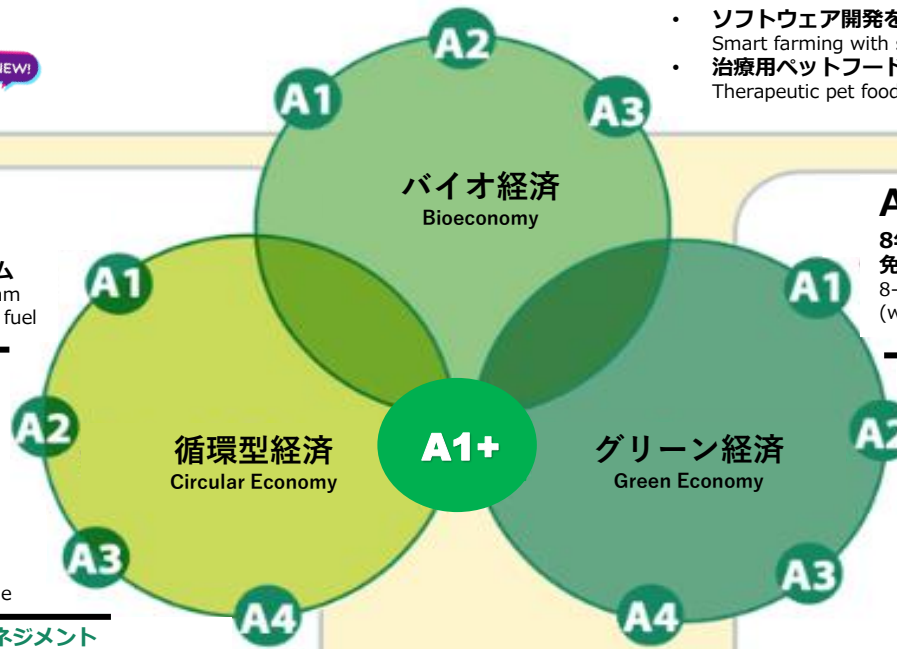 • ソフトウェア開発を
Smart farming with
• 治療用ペットフード
Therapeutic pet food
NEW!
A2
A1
A3
バイオ経済
Bioeconomy
ム
am
fuel
A1
A1
8-
A2
循環型経済
Circular Economy
A1+
グリーン経済
Green Economy
A2
A3
A3
A4
A4
e
ネジメント